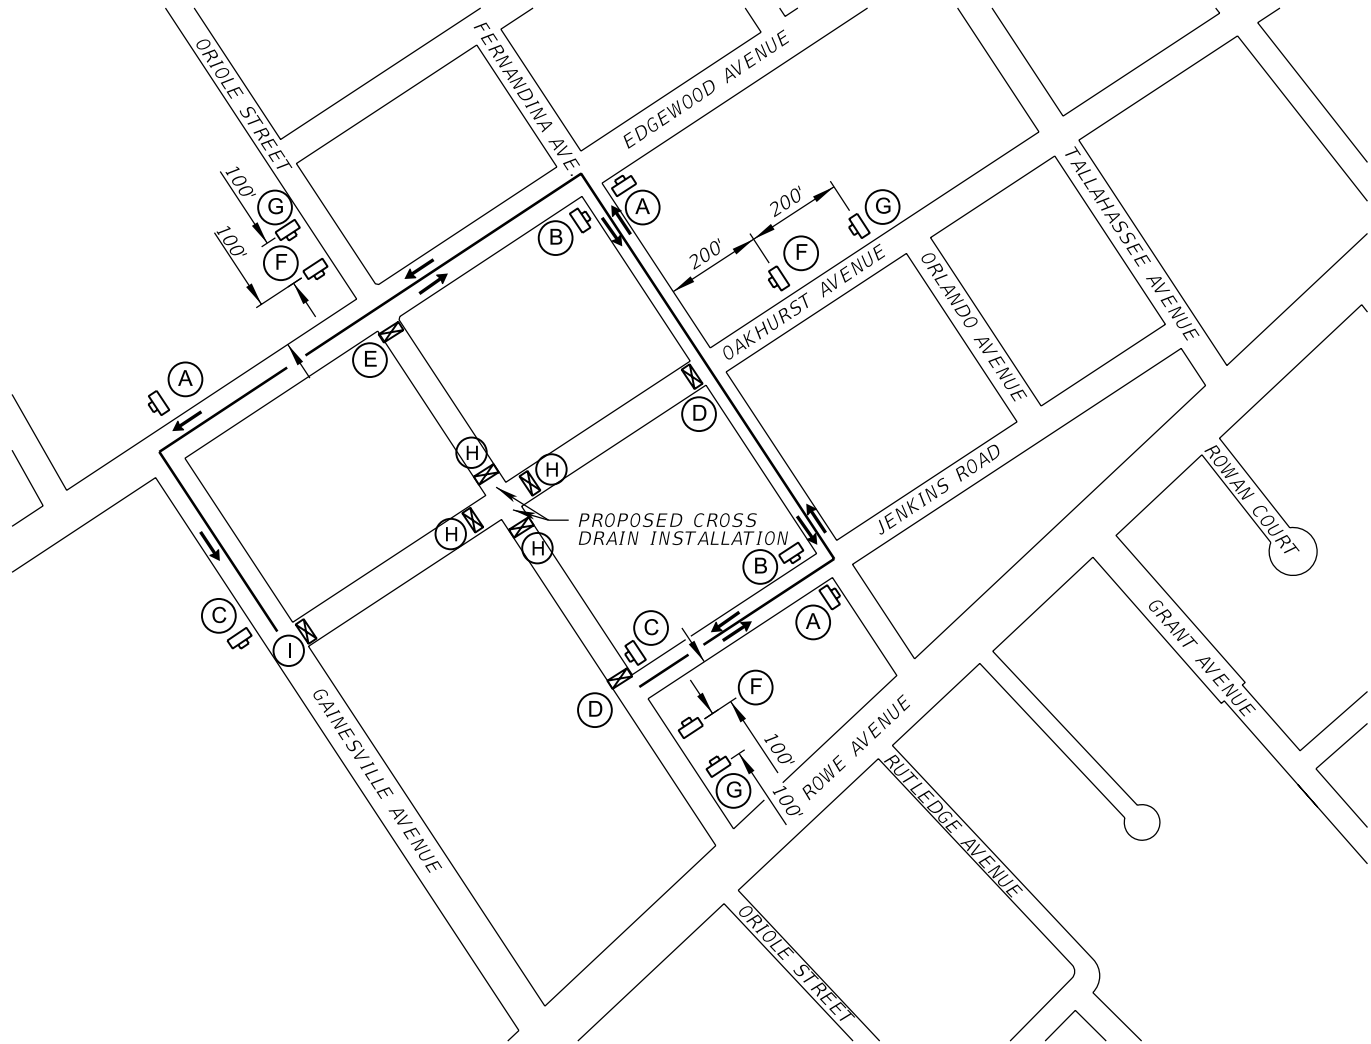 ORIOLE STREET
FERNANDINA AVE.
EDGEWOOD AVENUE
TALLAHASSEE AVENUE
100'
G
100'
F
A
B
200'
200'
G
F
OAKHURST AVENUE
ORLANDO AVENUE
A
E
D
H
H
H
H
PROPOSED CROSS
DRAIN INSTALLATION
JENKINS ROAD
ROWAN COURT
B
A
C
I
C
D
F
G
100'
100'
GAINESVILLE AVENUE
ROWE AVENUE
GRANT AVENUE
RUTLEDGE AVENUE
ORIOLE STREET